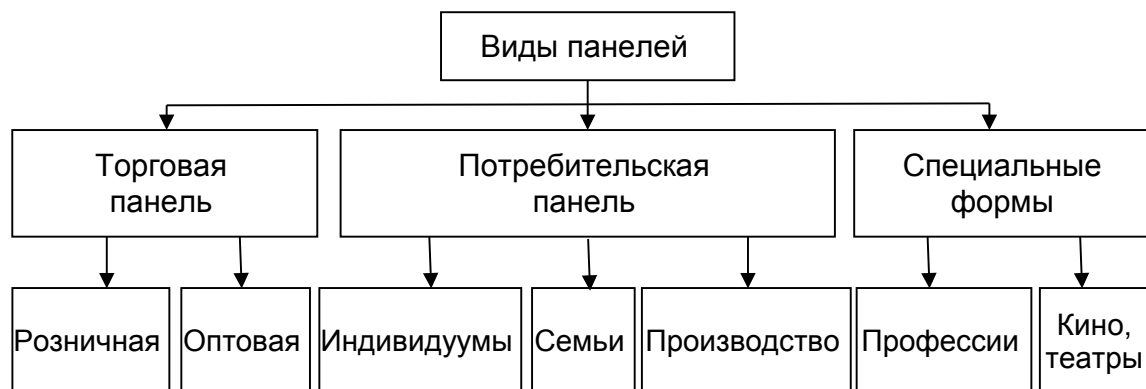 Виды панелей
Торговая
панель
Потребительская
панель
Специальные
формы
Розничная
Оптовая
Индивидуумы
Семьи
Производство
Профессии
Кино,
театры